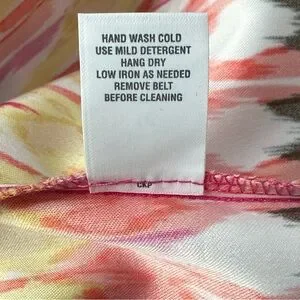 HAND WASH COLD
USE MILD DETERGENT
HANG DRY
LOW IRON AS NEEDED
REMOVE BELT
BEFORE CLEANING